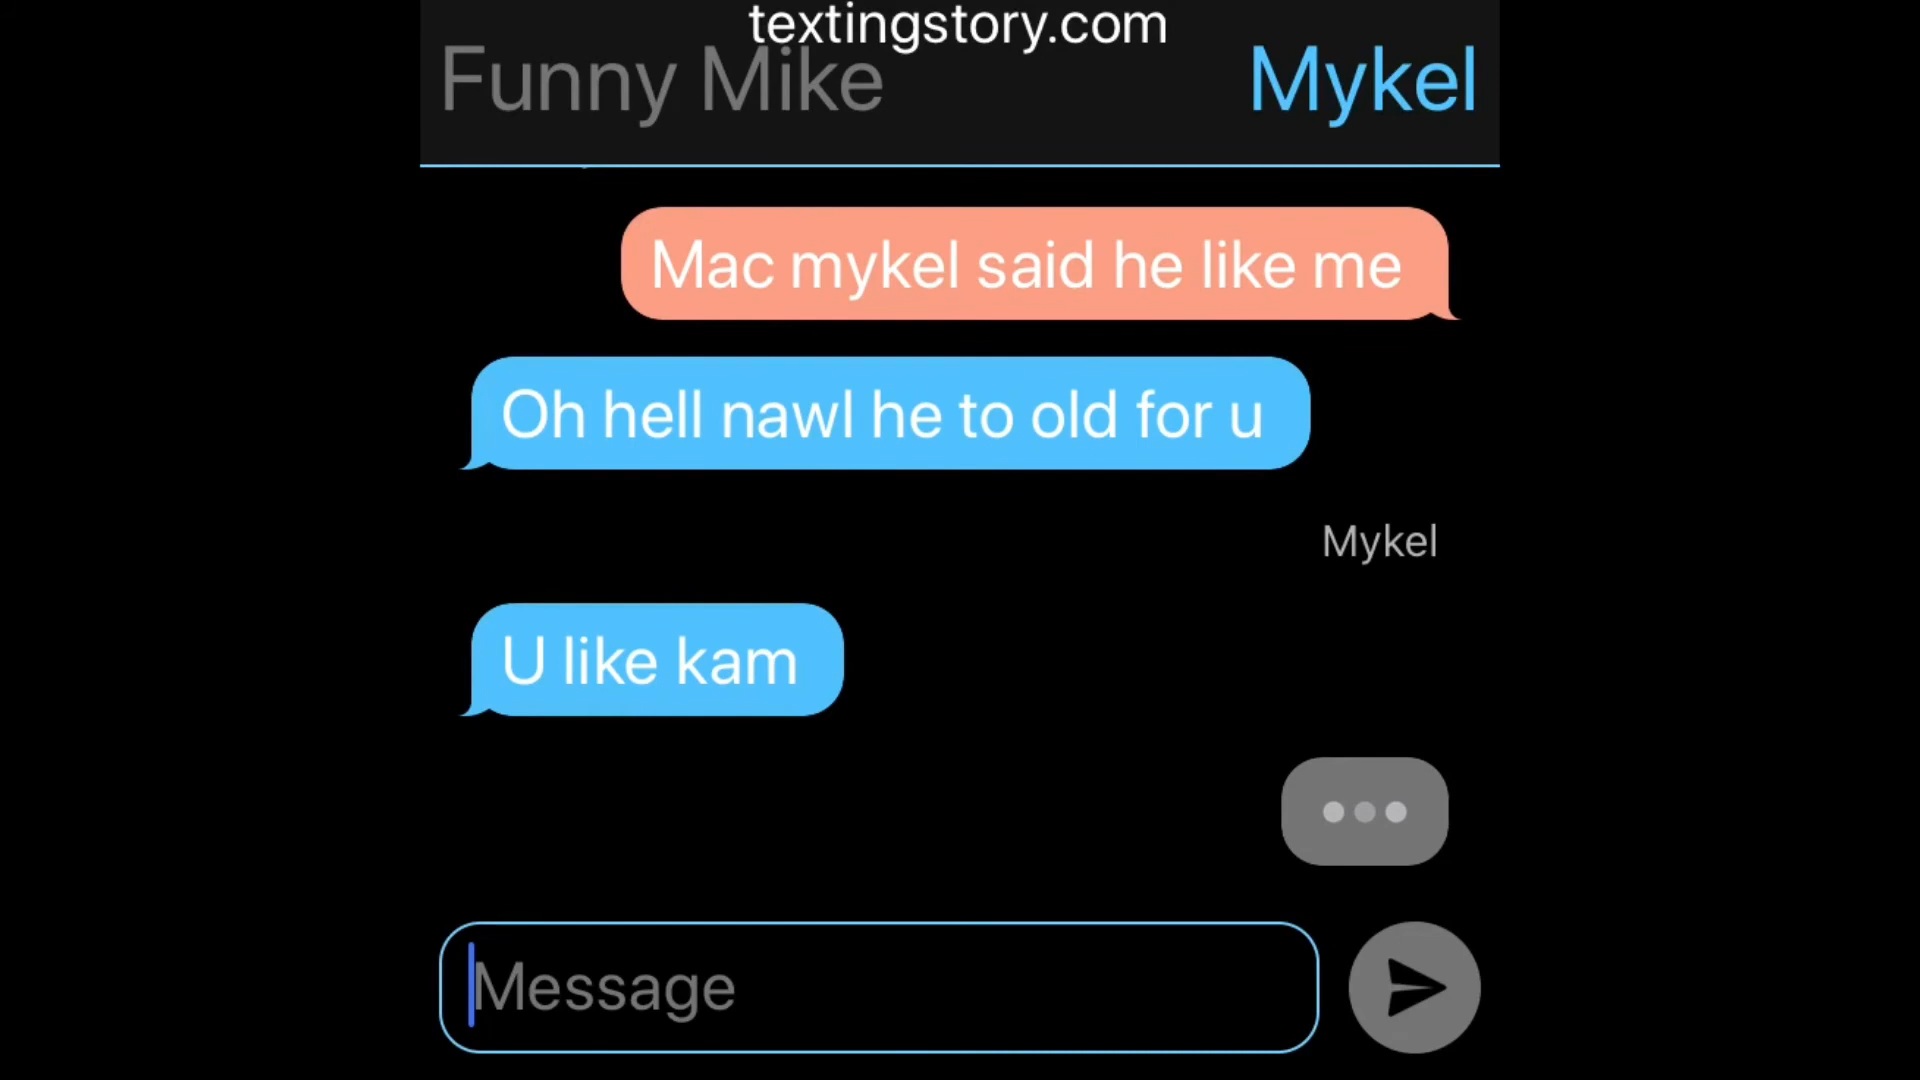 textingstory.com
Funny Mike
Mykel
Mac mykel said he like me
Oh hell nawl he to old for u
Mykel
U like kam
Message